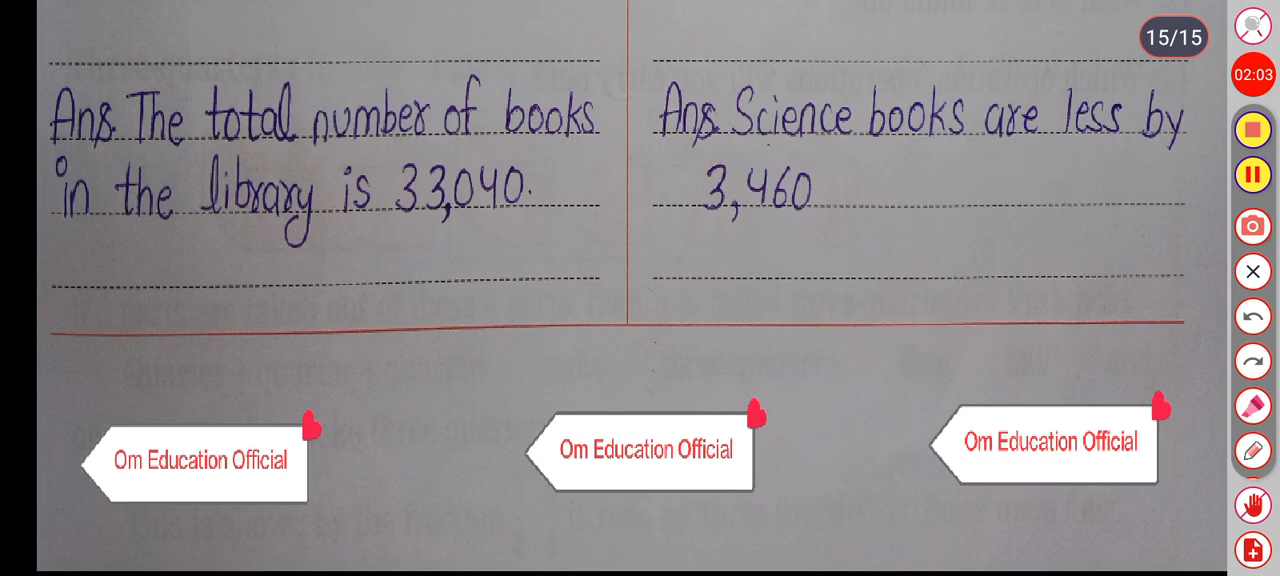 15/15
02:03
Ans. The total number of books
in the library is 33,040.
Ans. Science books are less by
3,460
Om Education Official
Om Education Official
Om Education Official